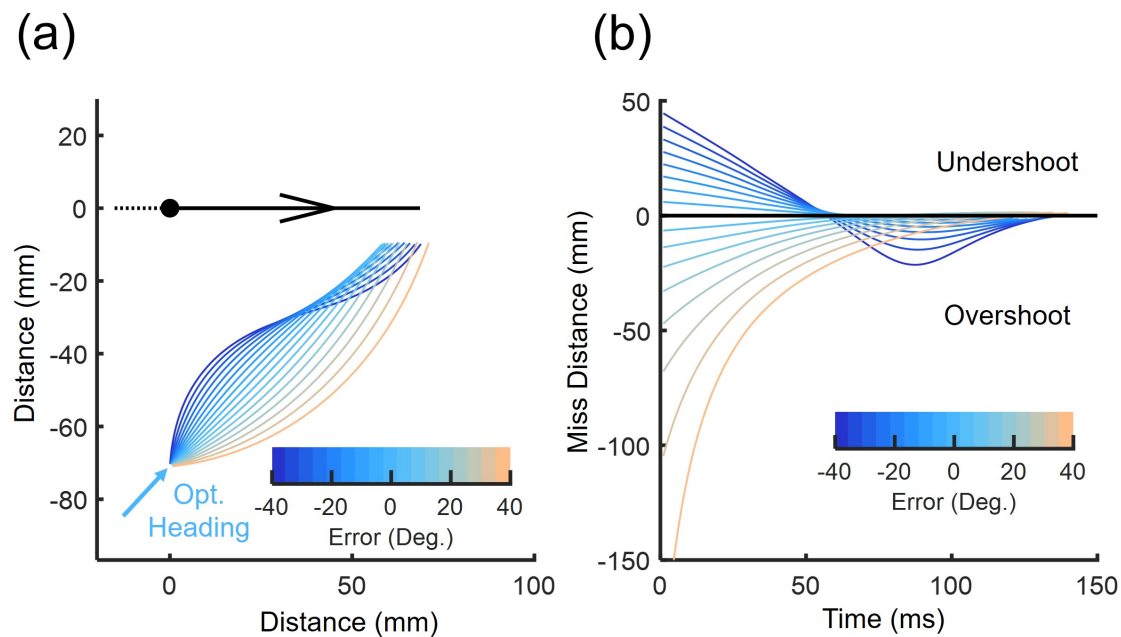 (a)
20
0
-20
-40
-60
-80
Distance (mm)
Opt.
Heading
-40 -20 0 20 40
Error (Deg.)
0 50 100
Distance (mm)
(b)
50
0
-50
-100
-150
Miss Distance (mm)
Undershoot
Overshoot
-40 -20 0 20 40
Error (Deg.)
0 50 100 150
Time (ms)